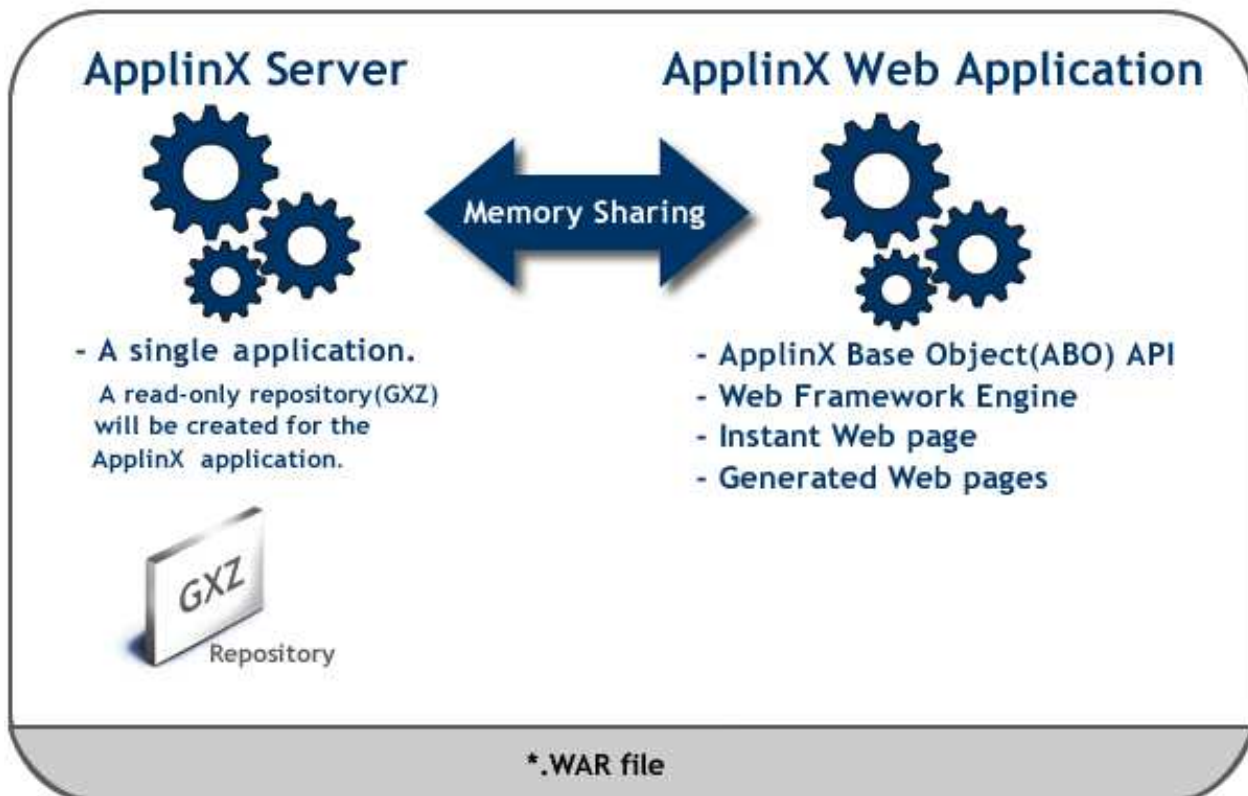 ApplinX Server
- A single application.
A read-only repository(GXZ)
will be created for the
ApplinX application.
GXZ
Repository
Memory Sharing
ApplinX Web Application
- ApplinX Base Object(ABO) API
- Web Framework Engine
- Instant Web page
- Generated Web pages
*.WAR file